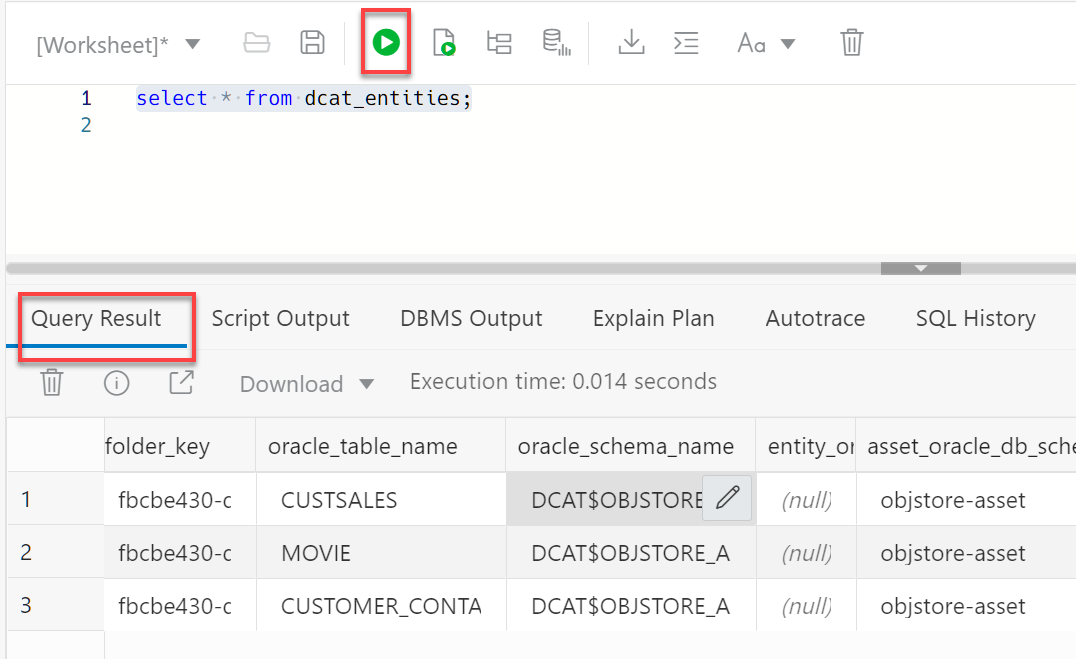 [Worksheet]*
Aa
1 select * from dcat_entities;
2
Query Result Script Output DBMS Output Explain Plan Autotrace SQL History
Download Execution time: 0.014 seconds
folder_key oracle_table_name oracle_schema_name entity_or asset_oracle_db_sche
1 fbcbe430-c CUSTSALES DCAT$OBJSTORE (null) objstore-asset
2 fbcbe430-c MOVIE DCAT$OBJSTORE_A (null) objstore-asset
3 fbcbe430-c CUSTOMER_CONTA DCAT$OBJSTORE_A (null) objstore-asset